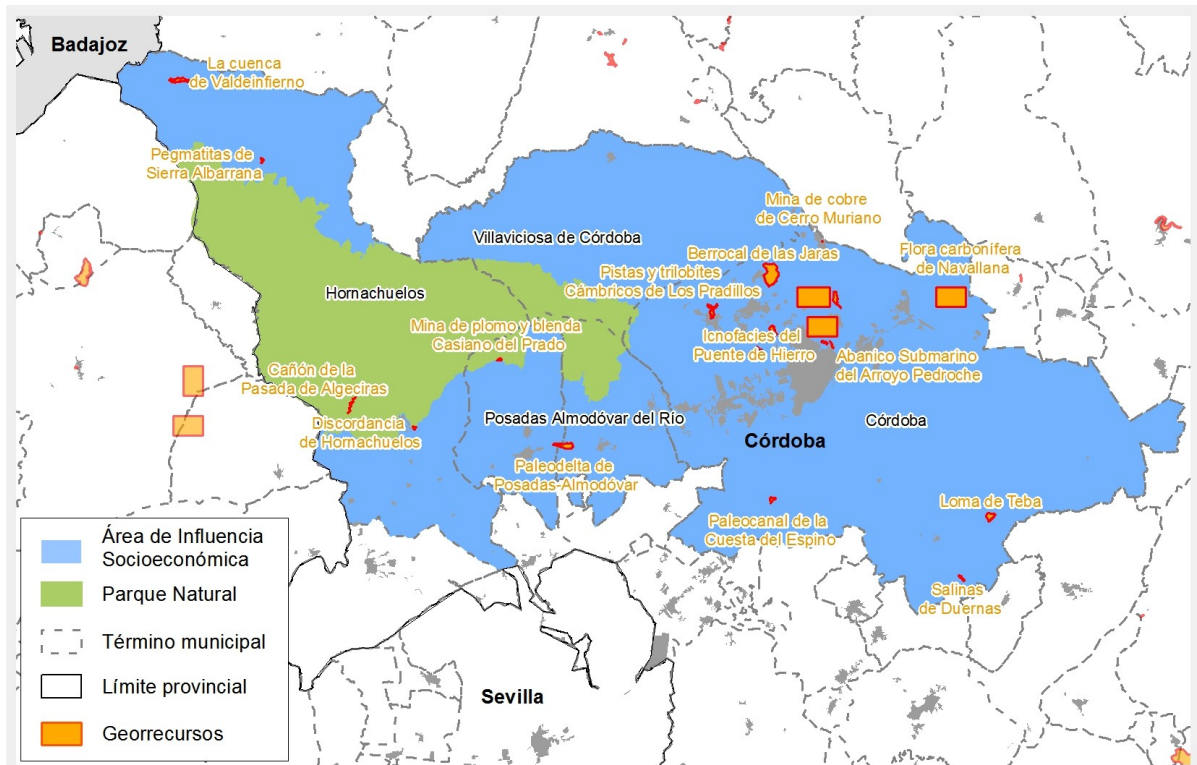 Badajoz
La cuenca
de Valdeinfierno
Pegmatitas de
Sierra Albarrana
Mina de cobre
de Cerro Muriano
Villaviciosa de Córdoba
Berrocal de las Jaras
Flora carbonífera
de Navallana
Pistas y trilobites
Cámbricos de Los Pradillos
Hornachuelos
Mina de plomo y blenda
Casiano del Prado
Icnofacies del
Puente de Hierro
Abanico Submarino
del Arroyo Pedroche
Cañón de la
Pasada de Algeciras
Discordancia
de Hornachuelos
Posadas Almodóvar del Río
Córdoba
Córdoba
Paleodelta de
Posadas-Almodóvar
Paleocanal de la
Cuesta del Espino
Loma de Teba
Salinas
de Duernas
Sevilla
Área de Influencia
Socioeconómica
Parque Natural
Término municipal
Límite provincial
Georrecursos